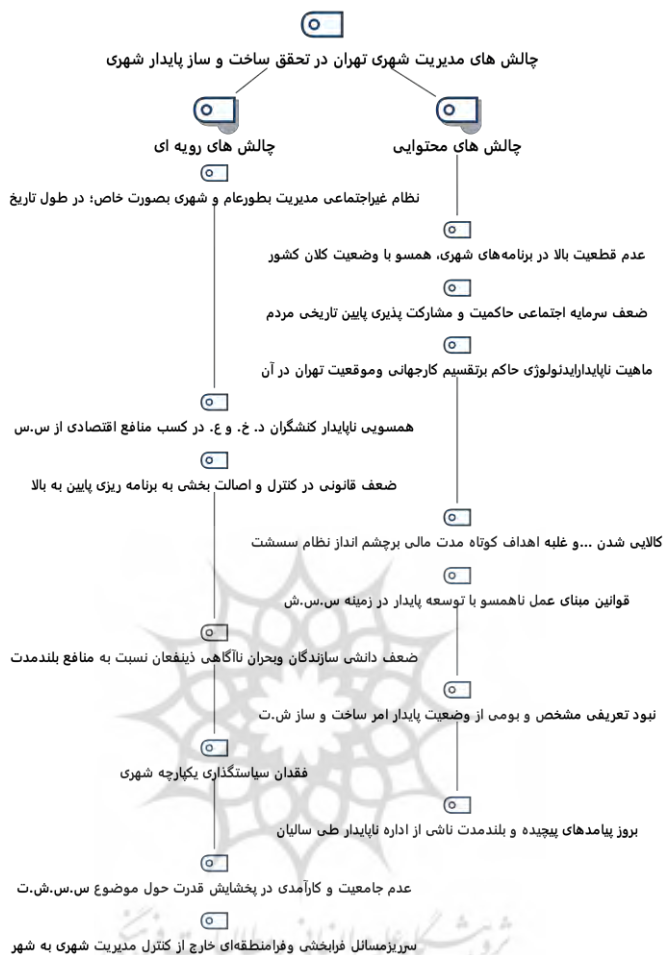 چالش های مدیریت شهری تهران در تحقق ساخت و ساز پایدار شهری
چالش های محتوایی
عدم قطعیت بالا در برنامه‌های شهری، همسو با وضعیت کلان کشور
ضعف سرمایه اجتماعی حاکمیت و مشارکت پذیری پایین تاریخی مردم
ماهیت ناپایدارایدئولوژی حاکم برتقسیم کارجهانی وموقعیت تهران در آن
کالایی شدن ...و غلبه اهداف کوتاه مدت مالی برچشم انداز نظام سسشت
قوانین مبنای عمل ناهمسو با توسعه پایدار در زمینه س.س.ش
نبود تعریفی مشخص و بومی از وضعیت پایدار امر ساخت و ساز ش.ت
بروز پیامدهای پیچیده و بلندمدت ناشی از اداره ناپایدار طی سالیان
چالش های رویه ای
نظام غیراجتماعی مدیریت بطورعام و شهری بصورت خاص؛ در طول تاریخ
همسویی ناپایدار کنشگران د. خ. و ع. در کسب منافع اقتصادی از س.س
ضعف قانونی در کنترل و اصالت بخشی به برنامه ریزی پایین به بالا
ضعف دانشی سازندگان وبحران ناآگاهی ذینفعان نسبت به منافع بلندمدت
فقدان سیاستگذاری یکپارچه شهری
عدم جامعیت و کارآمدی در پخشایش قدرت حول موضوع س.س.ش.ت
سرریزمسائل فرابخشی وفرامنطقه‌ای خارج از کنترل مدیریت شهری به شهر